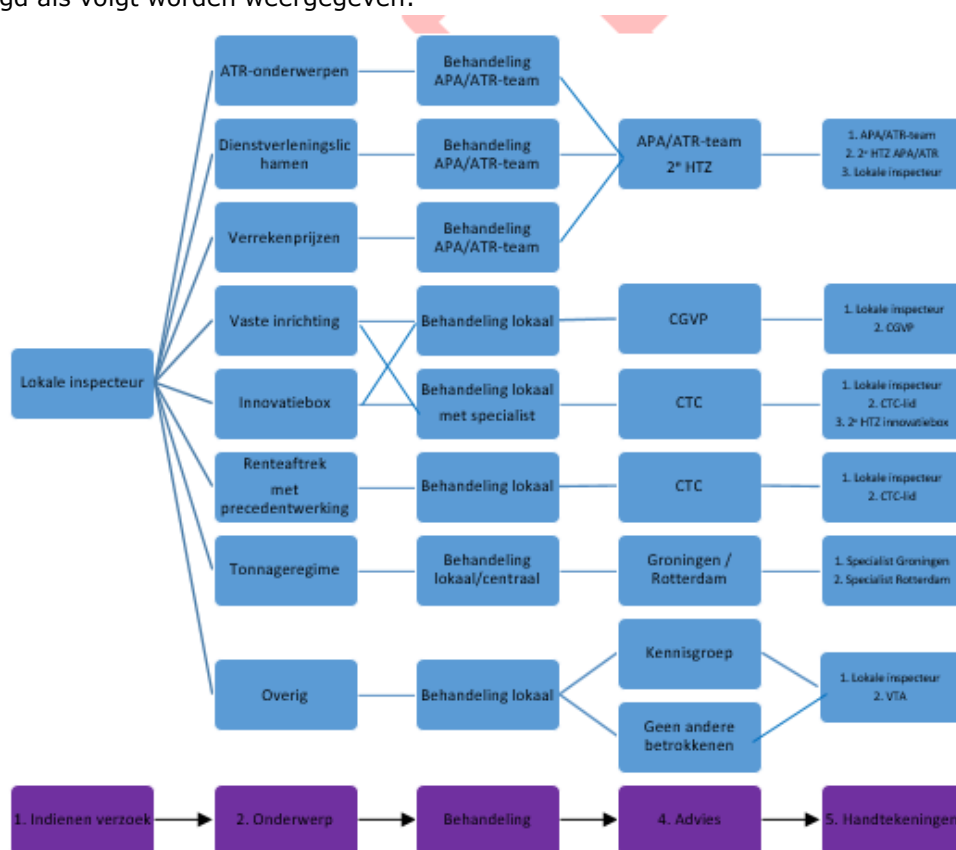 gd als volgt worden weergegeven:
ATR-onderwerpen
Behandeling
APA/ATR-team
Dienstverleningslic
hamen
Behandeling
APA/ATR-team
APA/ATR-team
2e HTZ
1. APA/ATR-team
2. 2e HTZ APA/ATR
3. Lokale inspecteur
Verrekenprijzen
Behandeling
APA/ATR-team
Vaste inrichting
Behandeling lokaal
CGVP
1. Lokale inspecteur
2. CGVP
Lokale inspecteur
Innovatiebox
Behandeling lokaal
met specialist
CTC
1. Lokale inspecteur
2. CTC-lid
3. 2e HTZ innovatiebox
Renteaftrek
met
precedentwerking
Behandeling lokaal
CTC
1. Lokale inspecteur
2. CTC-lid
Tonnageregime
Behandeling
lokaal/centraal
Groningen /
Rotterdam
1. Specialist Groningen
2. Specialist Rotterdam
Overig
Behandeling lokaal
Kennisgroep
Geen andere
betrokkenen
1. Lokale inspecteur
2. VTA
1. Indienen verzoek
2. Onderwerp
Behandeling
4. Advies
5. Handtekeningen